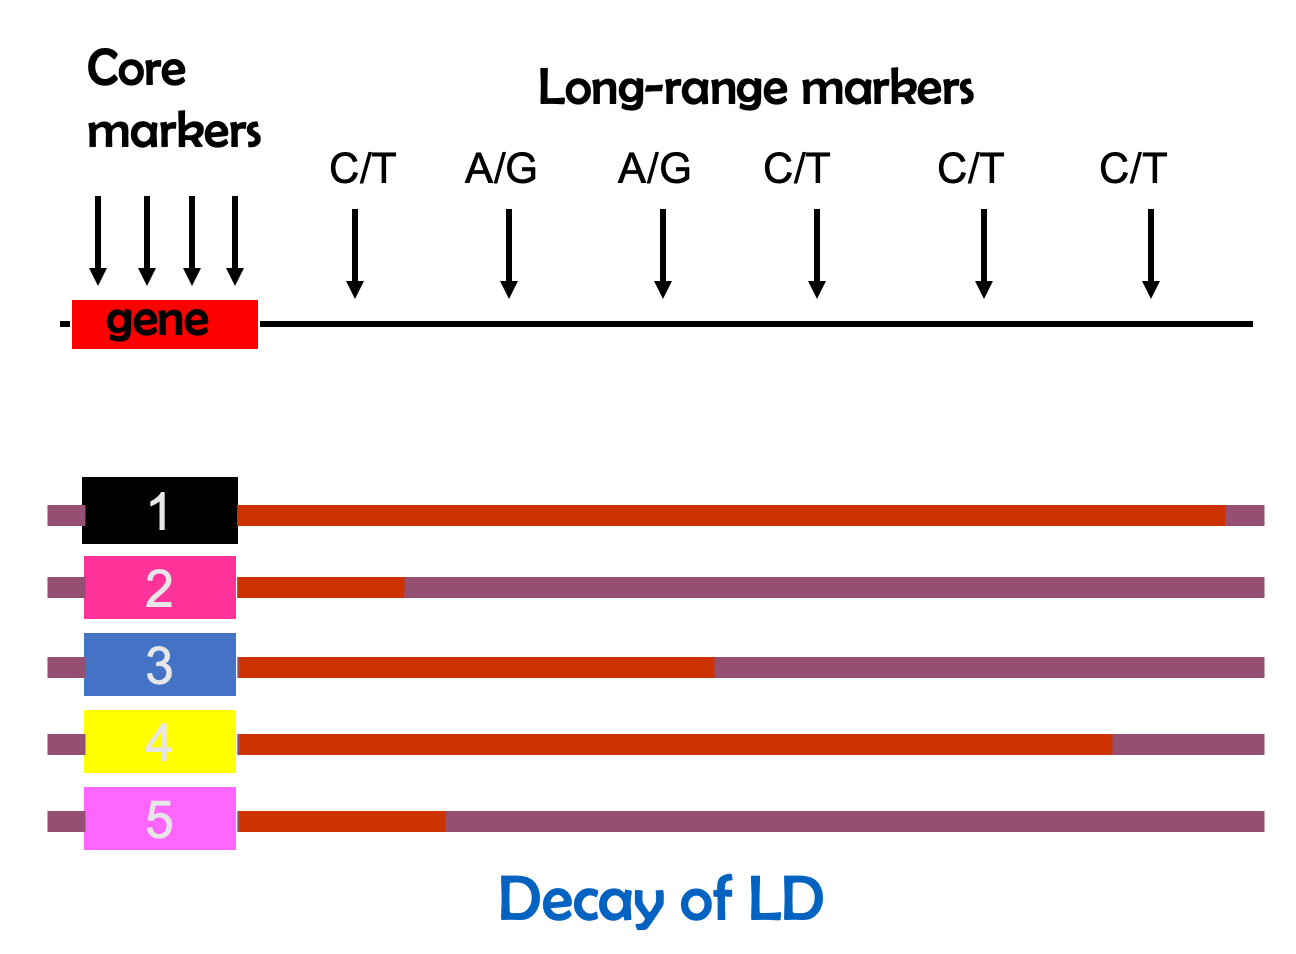 Core
markers
Long-range markers
C/T A/G A/G C/T C/T C/T
gene
1
2
3
4
5
Decay of LD